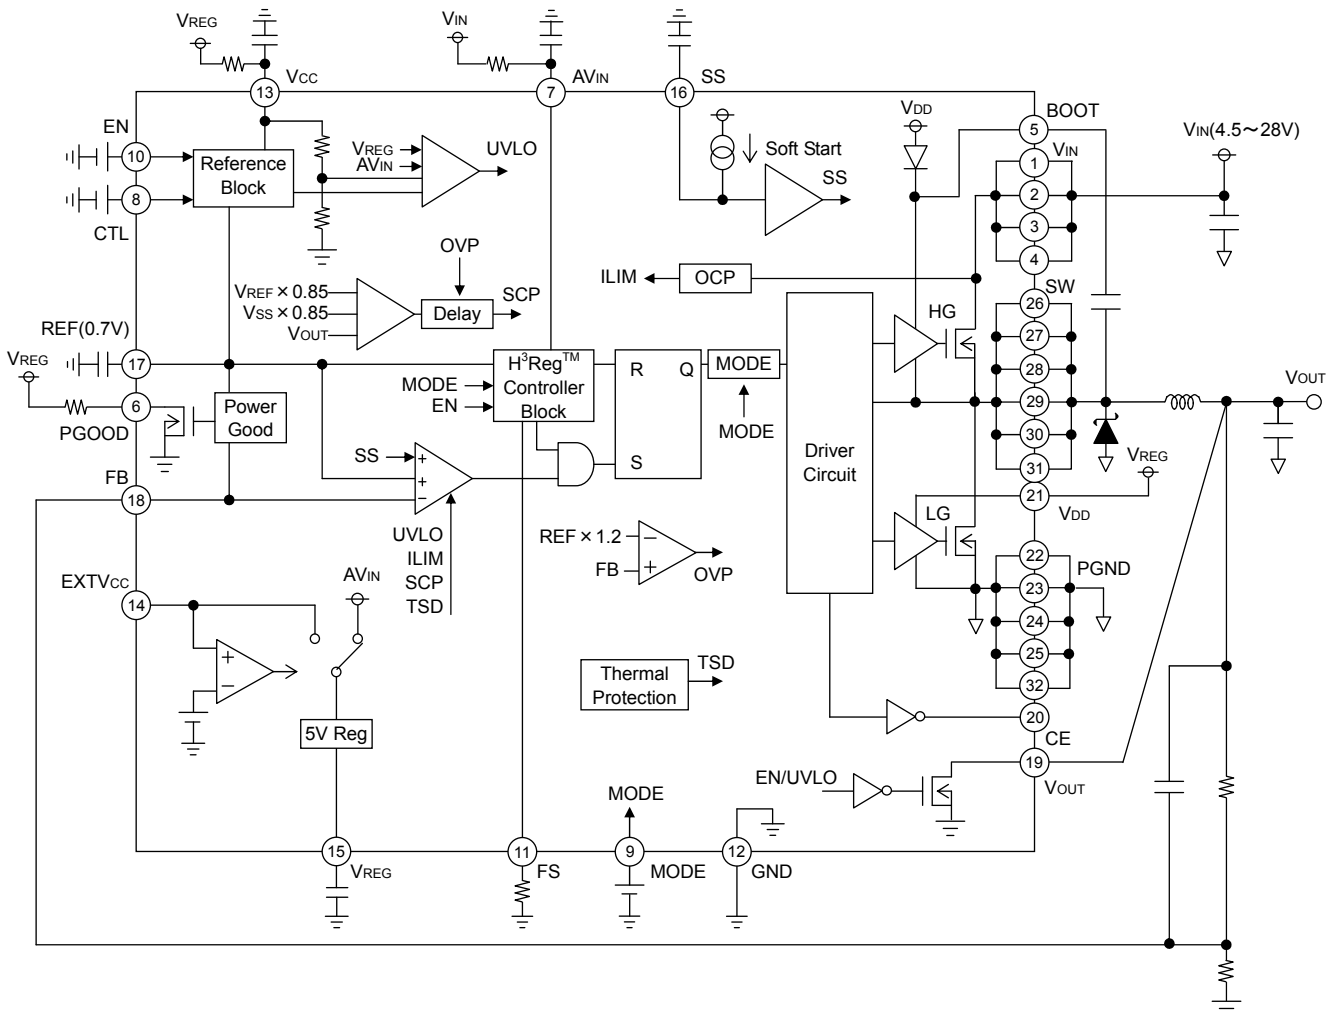 VREG
VIN
VCC
AVIN
SS
13
7
16
EN
10
8
CTL
Reference
Block
VREG
AVIN
UVLO
Soft Start
SS
VDD
BOOT
5
VIN
1
2
3
4
VIN(4.5~28V)
OVP
VREF × 0.85
VSS × 0.85
VOUT
Delay
SCP
ILIM
OCP
SW
26
27
28
29
30
31
HG
REF(0.7V)
17
VREG
6
PGOOD
Power
Good
H³Reg™
Controller
Block
MODE
EN
R
Q
S
MODE
MODE
Driver
Circuit
VOUT
VREG
21
VDD
LG
FB
18
SS
+
+
−
UVLO
ILIM
SCP
TSD
REF × 1.2
−
FB
+
OVP
22
PGND
23
24
25
32
EXTVCC
14
AVIN
+
−
5V Reg
Thermal
Protection
TSD
20
CE
19
VOUT
EN/UVLO
MODE
15
VREG
11
FS
9
MODE
12
GND